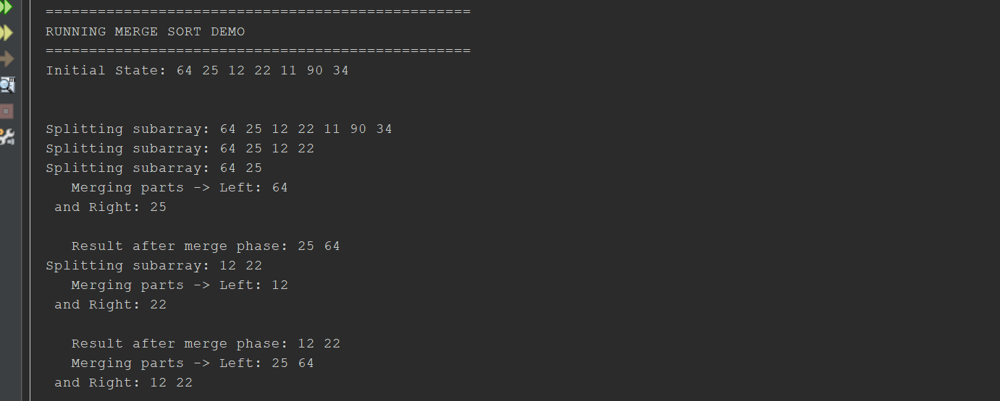 =================================================
RUNNING MERGE SORT DEMO
=================================================
Initial State: 64 25 12 22 11 90 34
Splitting subarray: 64 25 12 22 11 90 34
Splitting subarray: 64 25 12 22
Splitting subarray: 64 25
   Merging parts -> Left: 64
 and Right: 25
   Result after merge phase: 25 64
Splitting subarray: 12 22
   Merging parts -> Left: 12
 and Right: 22
   Result after merge phase: 12 22
   Merging parts -> Left: 25 64
 and Right: 12 22